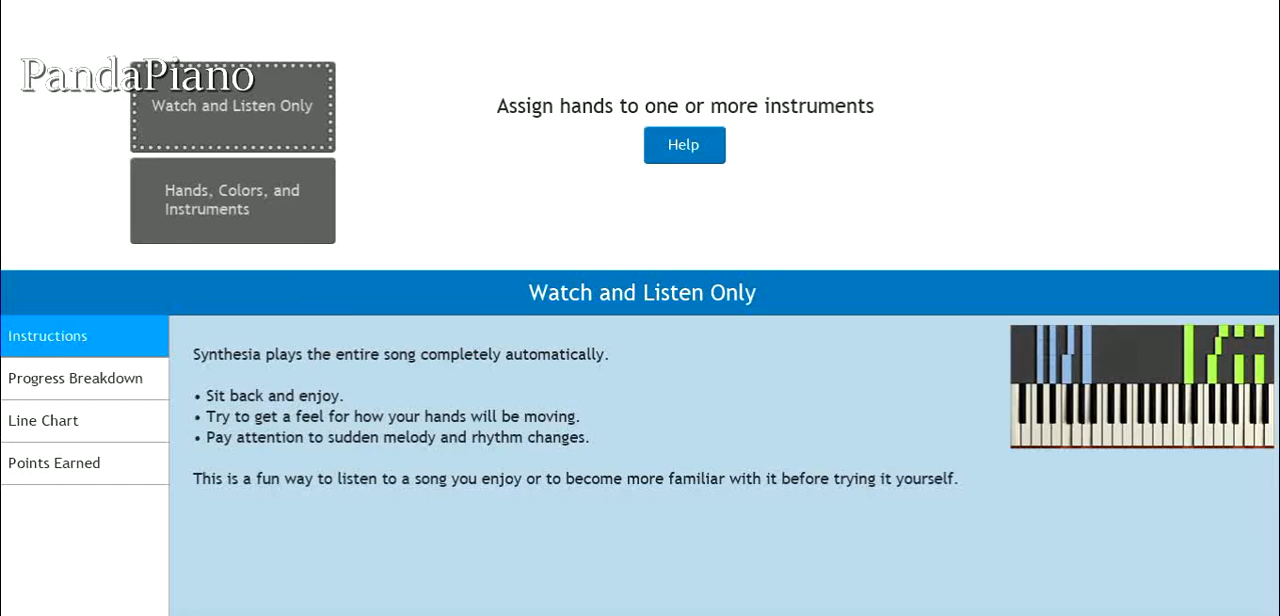 PandaPiano
Watch and Listen Only
Hands, Colors, and
Instruments
Assign hands to one or more instruments
Help
Watch and Listen Only
Instructions
Progress Breakdown
Line Chart
Points Earned
Synthesia plays the entire song completely automatically.
• Sit back and enjoy.
• Try to get a feel for how your hands will be moving.
• Pay attention to sudden melody and rhythm changes.
This is a fun way to listen to a song you enjoy or to become more familiar with it before trying it yourself.